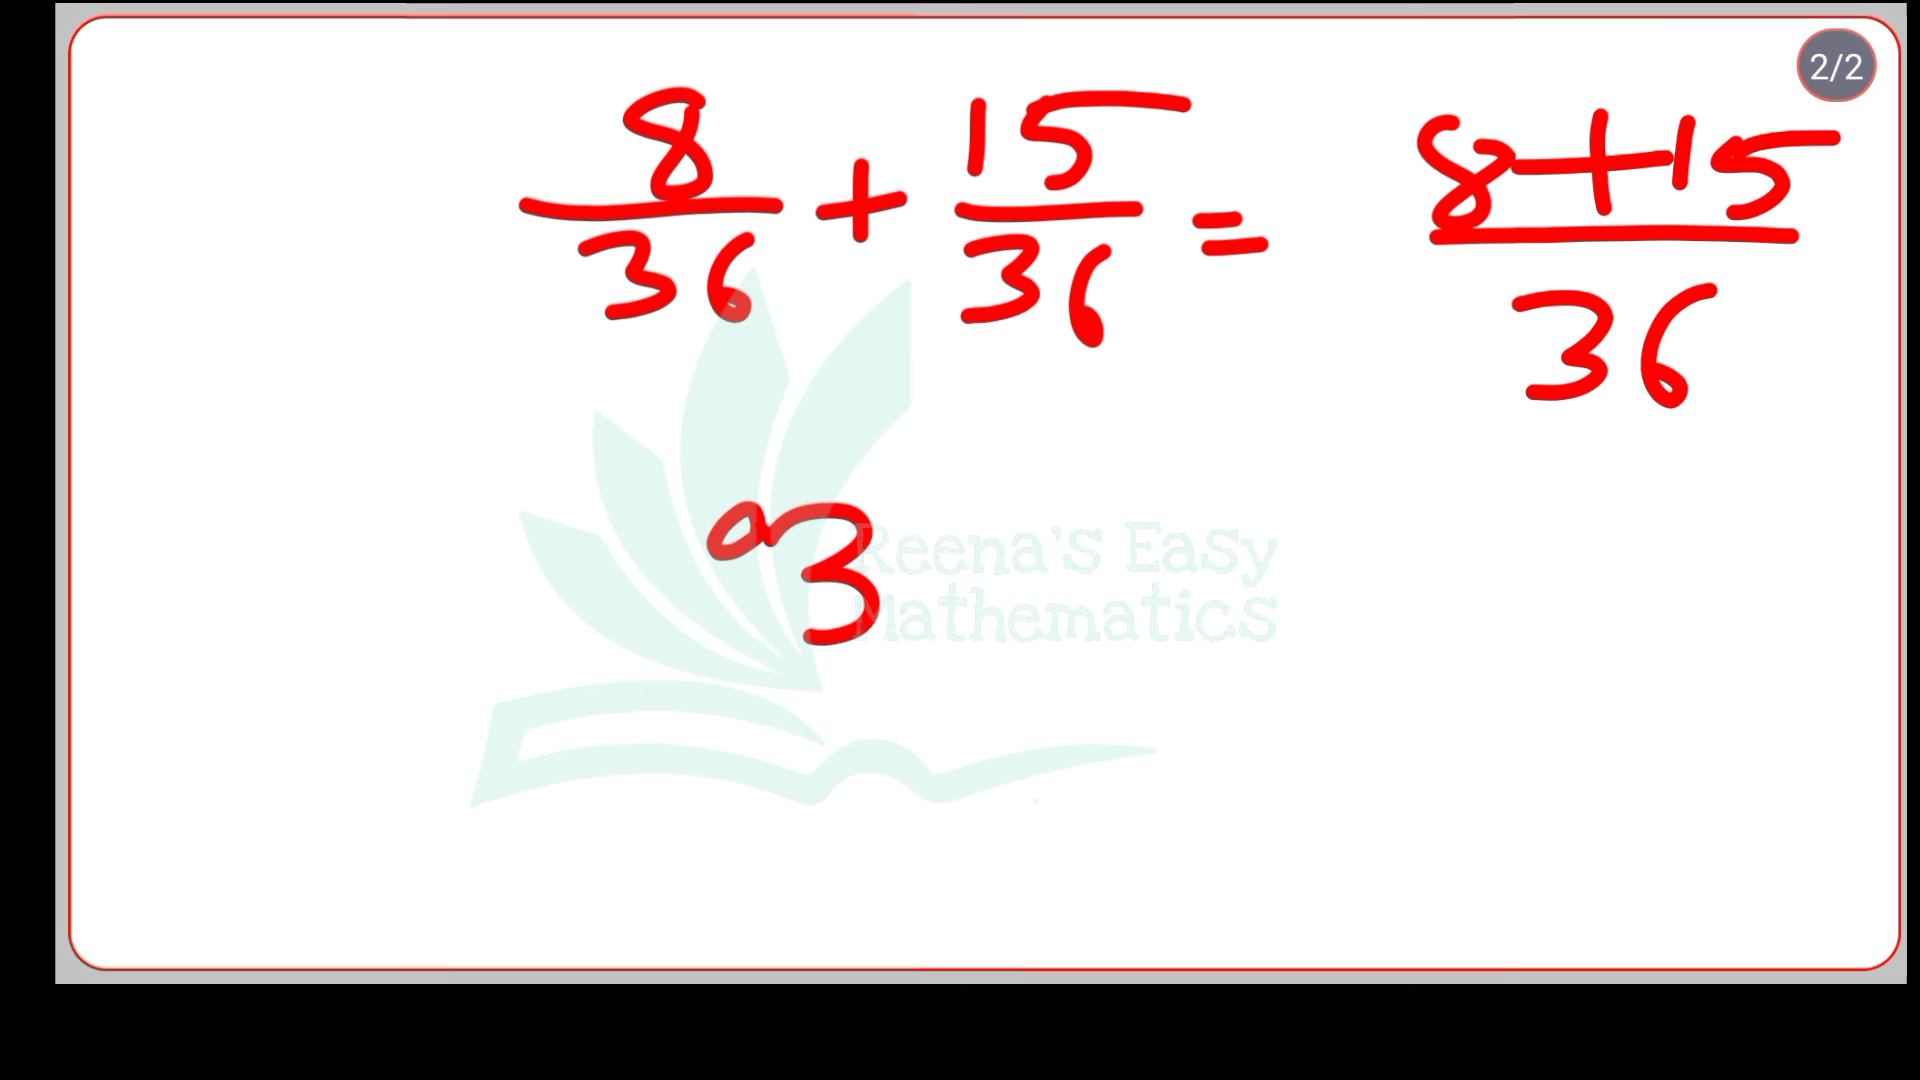 2/2
8/36 + 15/36 = 8+15/36
3
Reena's Easy
Mathematics